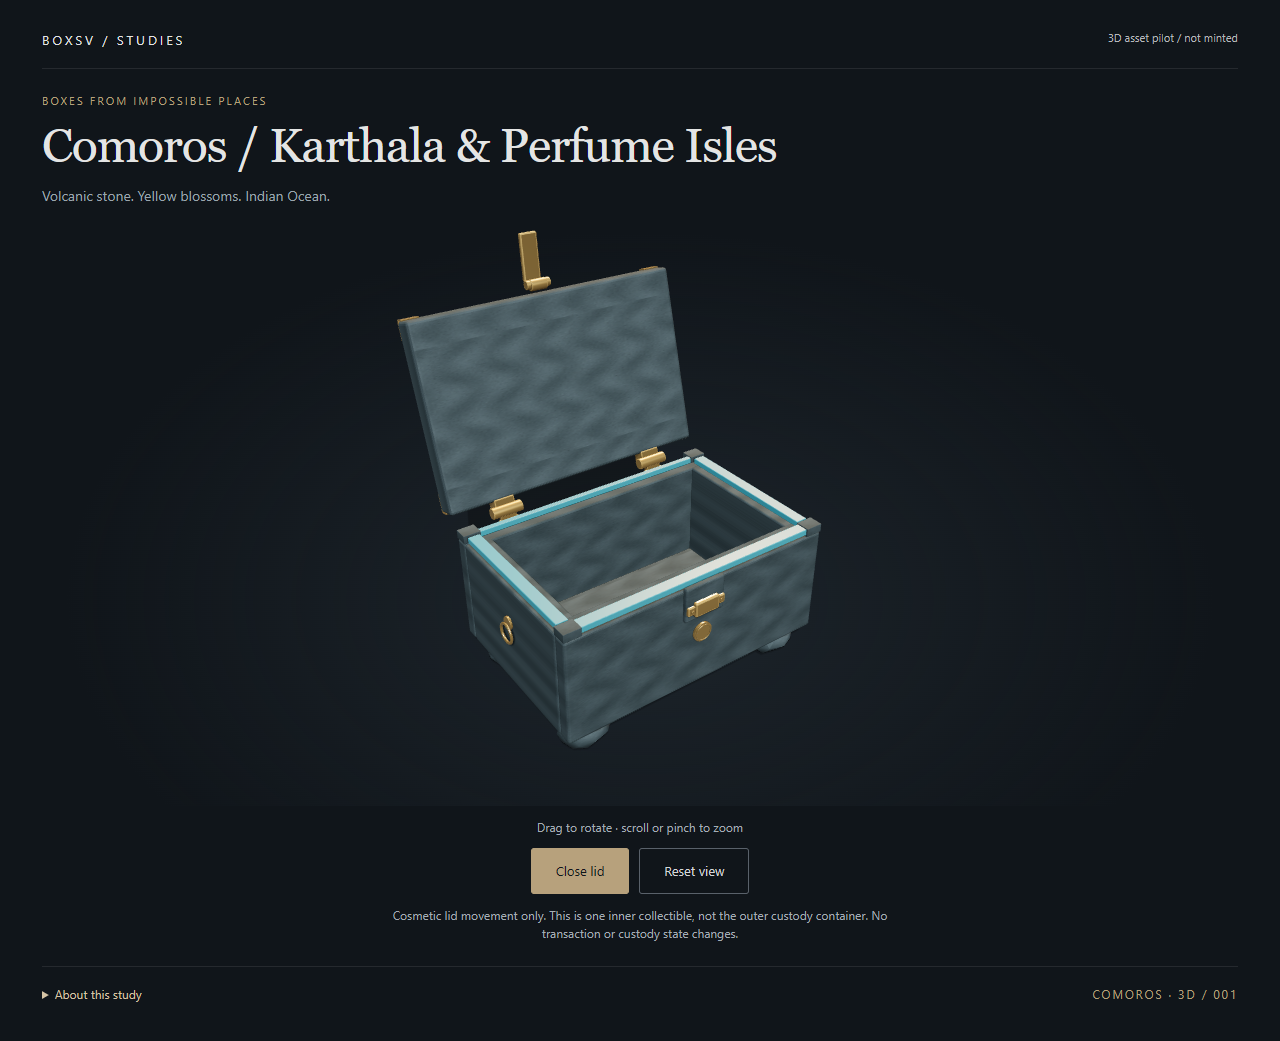 BOXSV / STUDIES
3D asset pilot / not minted
BOXES FROM IMPOSSIBLE PLACES
Comoros / Karthala & Perfume Isles
Volcanic stone. Yellow blossoms. Indian Ocean.
Drag to rotate · scroll or pinch to zoom
Close lid
Reset view
Cosmetic lid movement only. This is one inner collectible, not the outer custody container. No
transaction or custody state changes.
About this study
COMOROS · 3D / 001